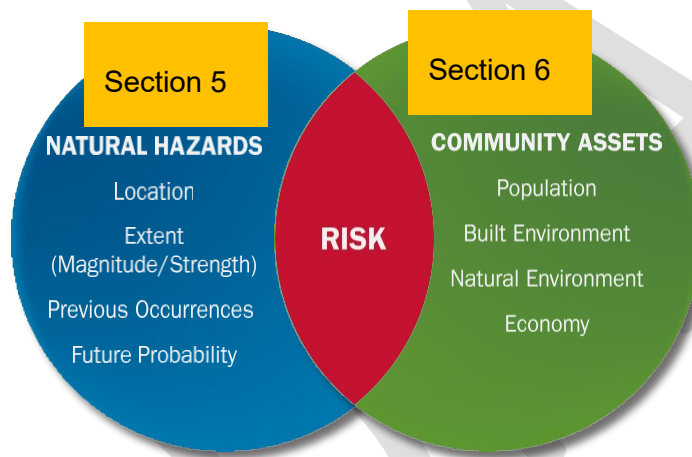 Section 5
NATURAL HAZARDS
Location
Extent
(Magnitude/Strength)
Previous Occurrences
Future Probability
RISK
Section 6
COMMUNITY ASSETS
Population
Built Environment
Natural Environment
Economy